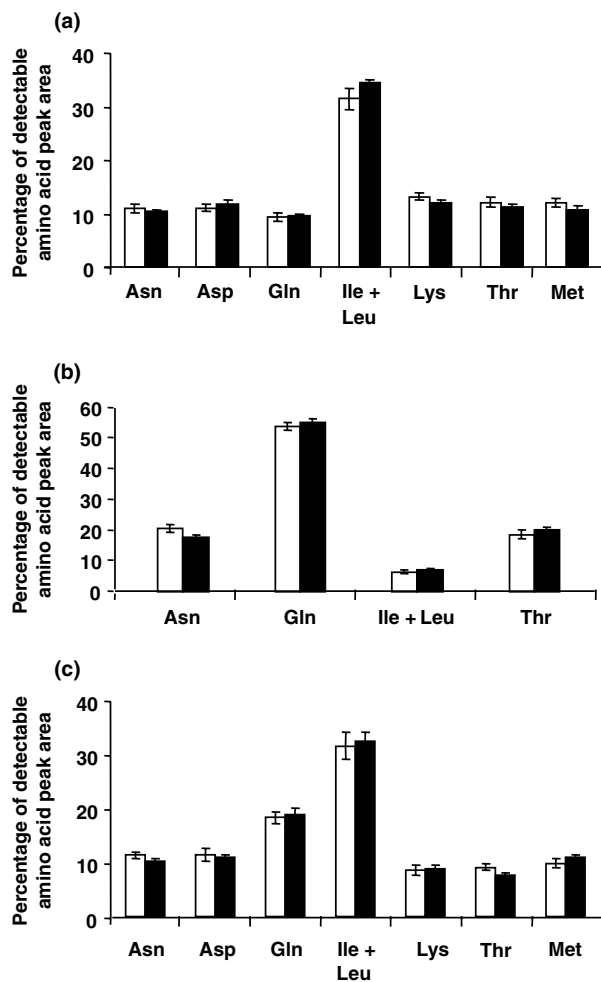 (a)
Percentage of detectable
amino acid peak area
40
30
20
10
0
Asn Asp Gln Ile + Lys Thr Met
Leu
(b)
Percentage of detectable
amino acid peak area
60
50
40
30
20
10
0
Asn Gln Ile + Leu Thr
(c)
Percentage of detectable
amino acid peak area
40
30
20
10
0
Asn Asp Gln Ile + Lys Thr Met
Leu